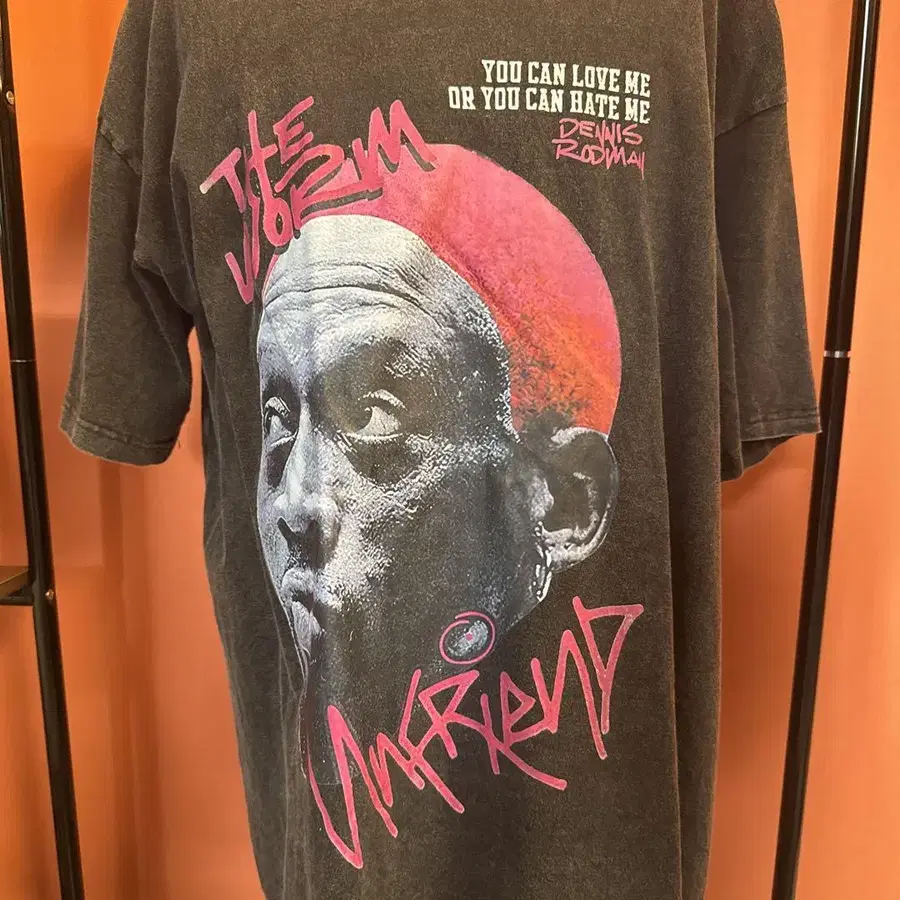 YOU CAN LOVE ME
OR YOU CAN HATE ME
DENNIS
RODMAN
THE
WORM
UNFRIEND